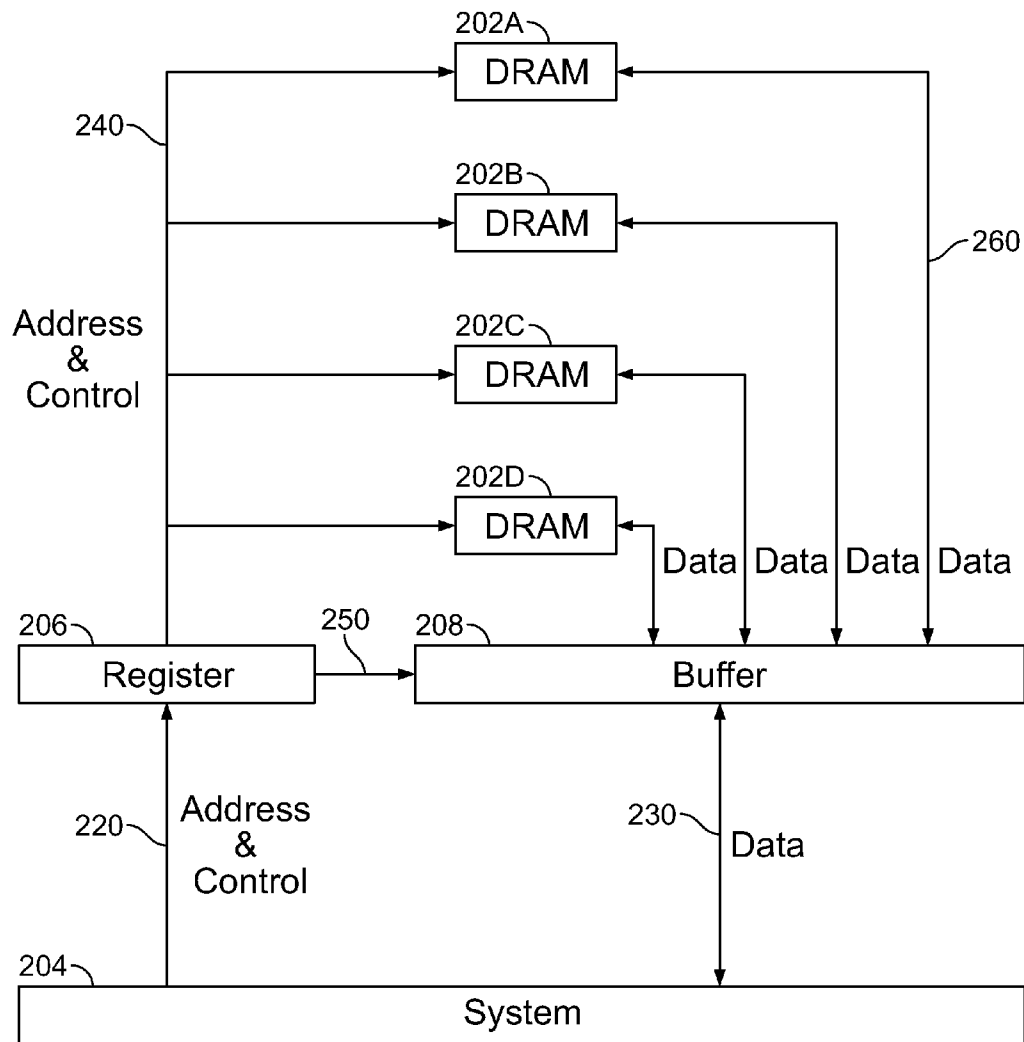 202A
DRAM
240
202B
DRAM
260
Address
&
Control
202C
DRAM
202D
DRAM
Data Data Data Data
206
250
208
Register
Buffer
220
Address
&
Control
230
Data
204
System